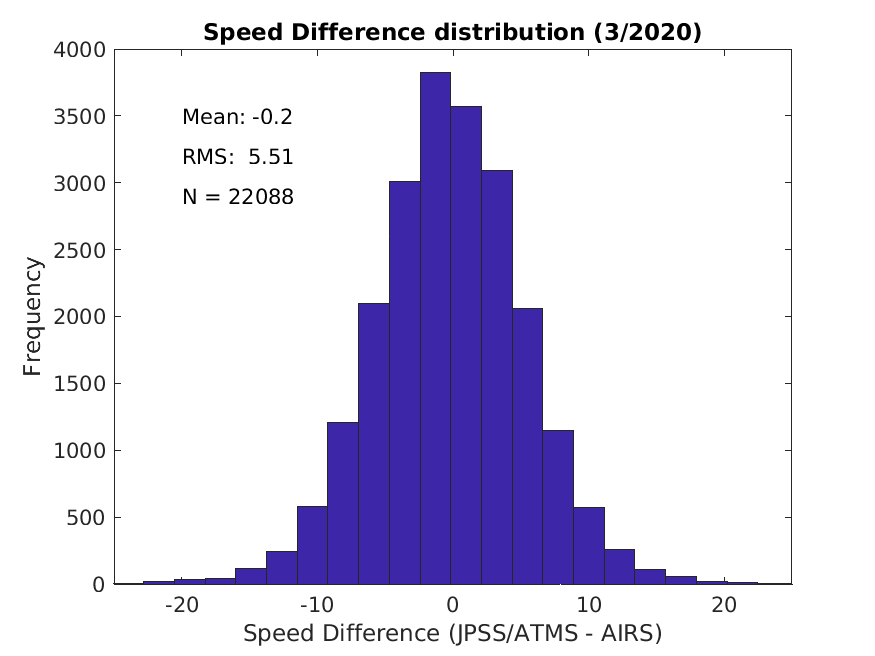 Speed Difference distribution (3/2020)
4000
3500
3000
2500
2000
1500
1000
500
0
Frequency
Mean: -0.2
RMS: 5.51
N = 22088
-20 -10 0 10 20
Speed Difference (JPSS/ATMS - AIRS)